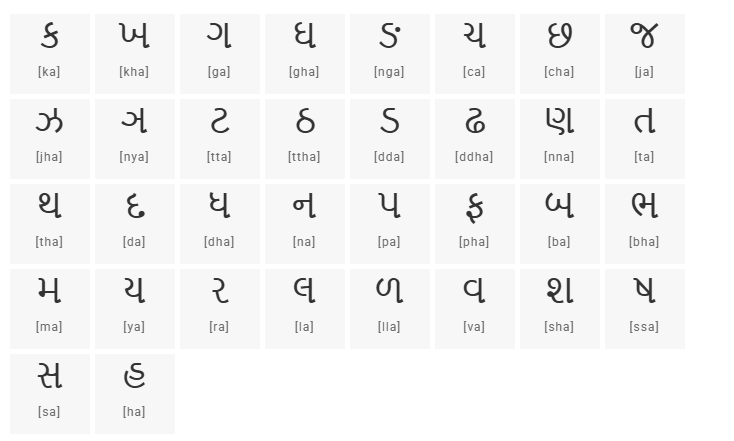 ક ખ ગ ઘ ઙ ચ છ જ
[ka] [kha] [ga] [gha] [nga] [ca] [cha] [ja]
ઝ ઞ ટ ઠ ડ ઢ ણ ત
[jha] [nya] [tta] [ttha] [dda] [ddha] [nna] [ta]
થ દ ધ ન પ ફ બ ભ
[tha] [da] [dha] [na] [pa] [pha] [ba] [bha]
મ ય ર લ ળ વ શ ષ
[ma] [ya] [ra] [la] [lla] [va] [sha] [ssa]
સ હ
[sa] [ha]